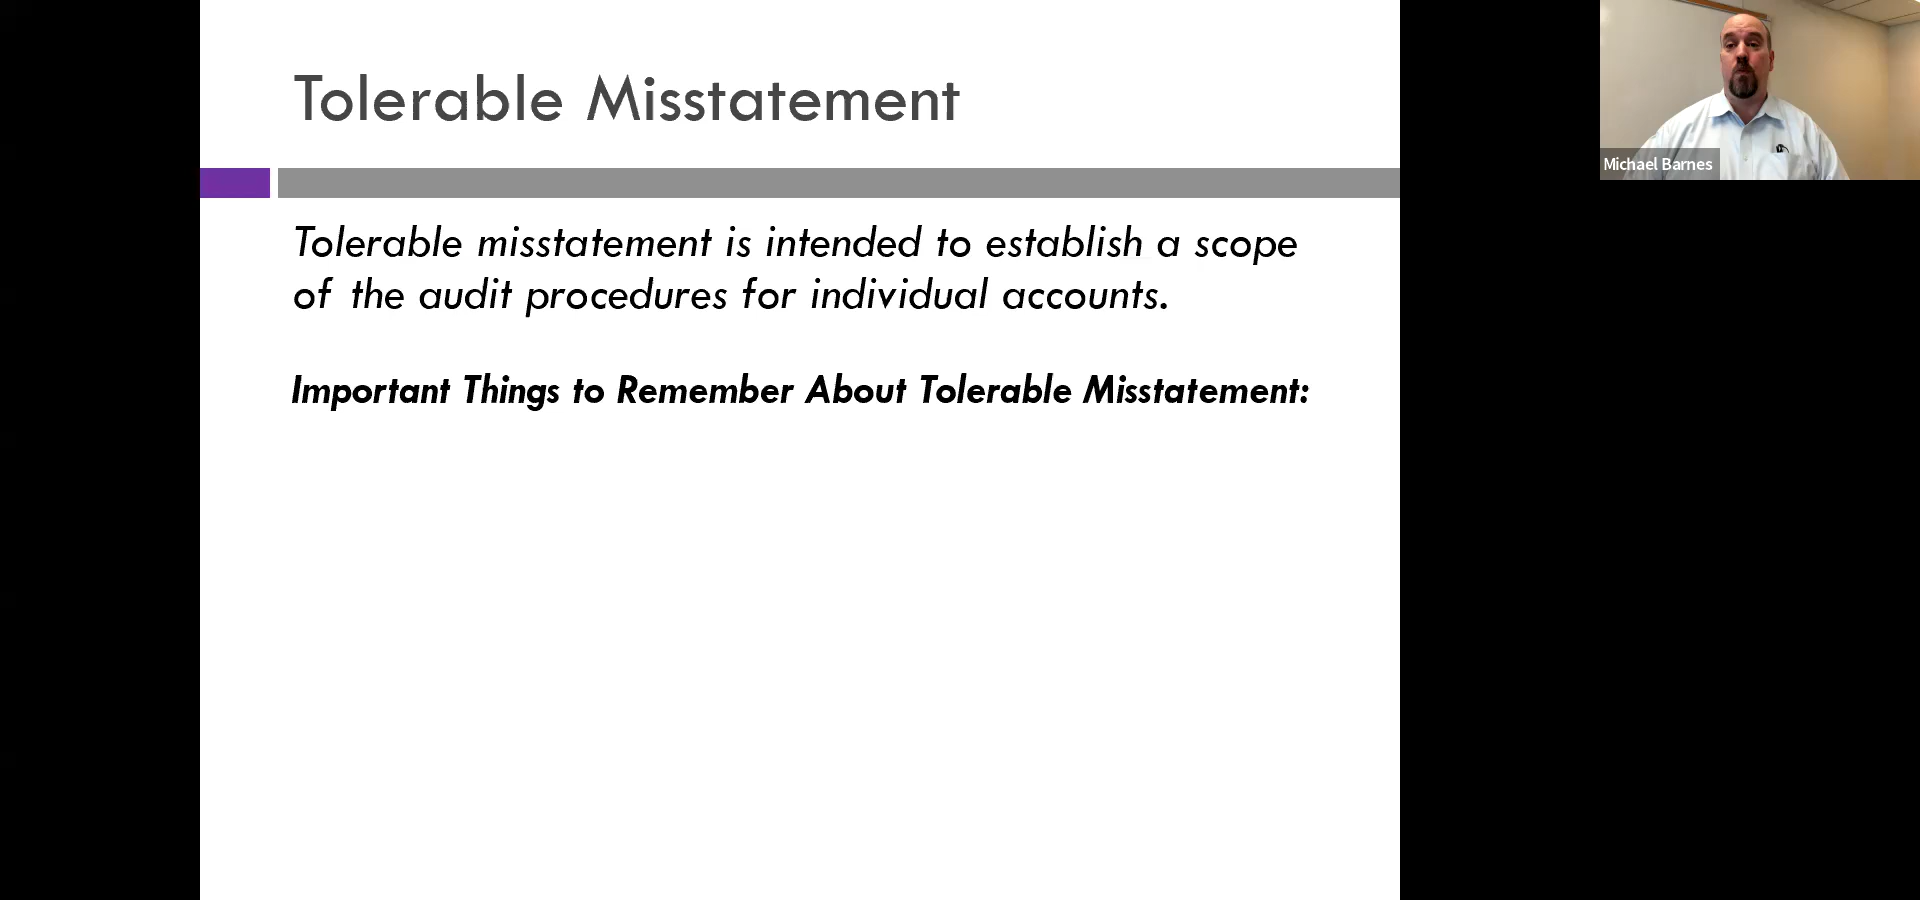 Tolerable Misstatement
Tolerable misstatement is intended to establish a scope
of the audit procedures for individual accounts.
Important Things to Remember About Tolerable Misstatement:
Michael Barnes